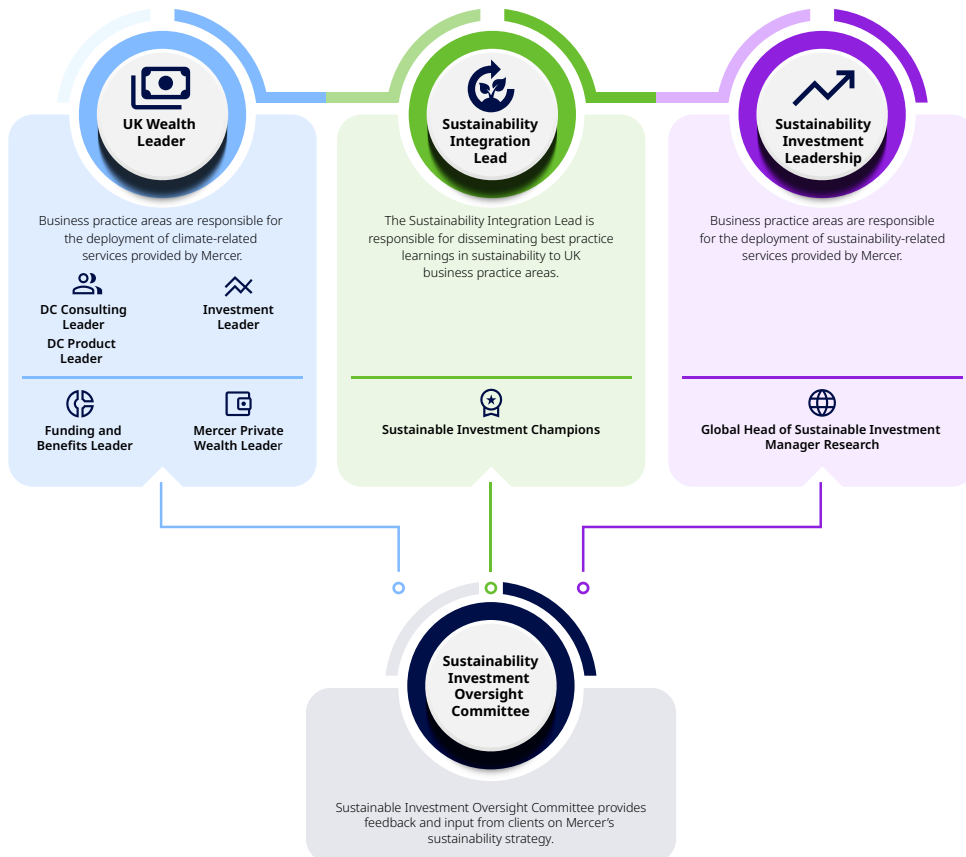 UK Wealth
Leader
Business practice areas are responsible for
the deployment of climate-related
services provided by Mercer.
DC Consulting
Leader
DC Product
Leader
Investment
Leader
Funding and
Benefits Leader
Mercer Private
Wealth Leader
Sustainability
Integration
Lead
The Sustainability Integration Lead is
responsible for disseminating best practice
learnings in sustainability to UK
business practice areas.
Sustainable Investment Champions
Sustainability
Investment
Leadership
Business practice areas are responsible
for the deployment of sustainability-related
services provided by Mercer.
Global Head of Sustainable Investment
Manager Research
Sustainability
Investment
Oversight
Committee
Sustainable Investment Oversight Committee provides
feedback and input from clients on Mercer’s
sustainability strategy.